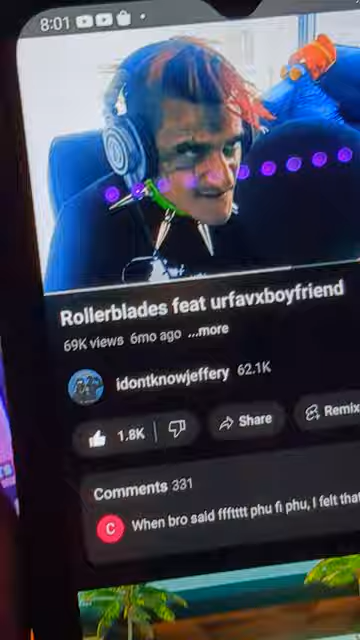 8:01
Rollerblades feat urfavxboyfriend
69K views 6mo ago ...more
idontknowjeffery 62.1K
1.8K Share Remix
Comments 331
C When bro said ffftttt phu fi phu, I felt that